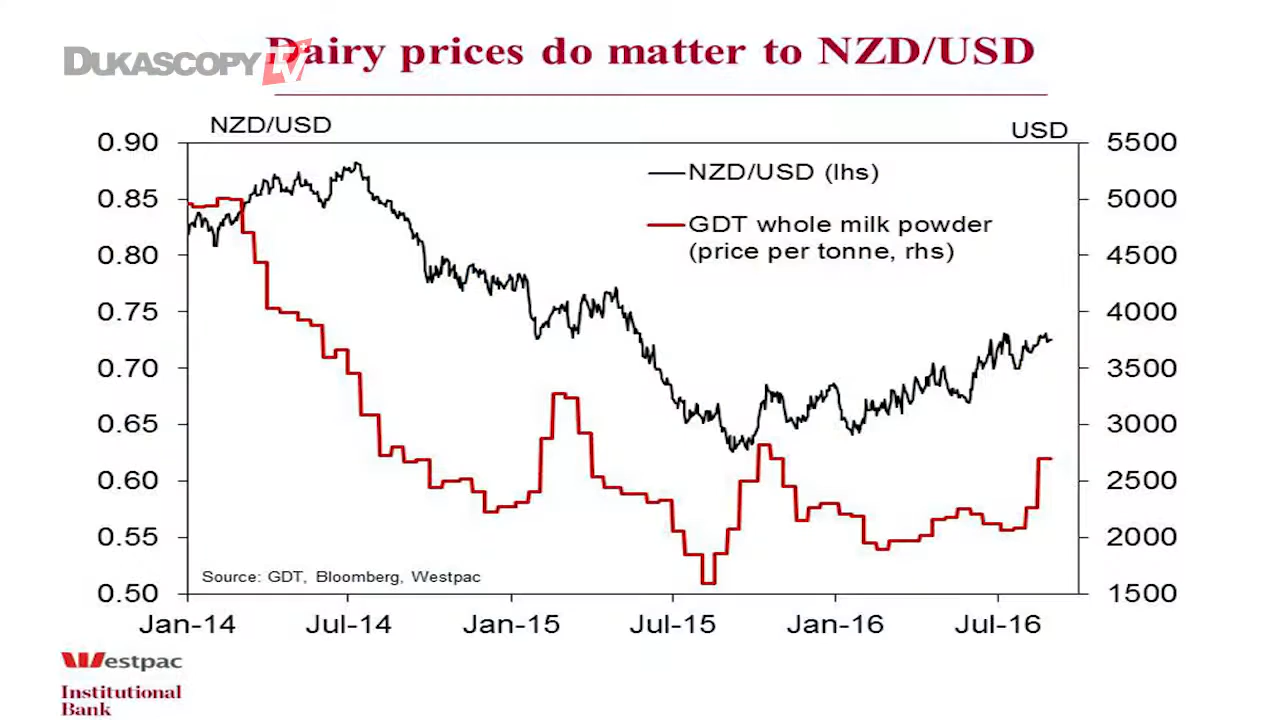 DUKASCOPY TV
Dairy prices do matter to NZD/USD
NZD/USD
USD
0.90
0.85
0.80
0.75
0.70
0.65
0.60
0.55
0.50
NZD/USD (lhs)
GDT whole milk powder
(price per tonne, rhs)
5500
5000
4500
4000
3500
3000
2500
2000
1500
Source: GDT, Bloomberg, Westpac
Jan-14 Jul-14 Jan-15 Jul-15 Jan-16 Jul-16
Westpac
Institutional
Bank